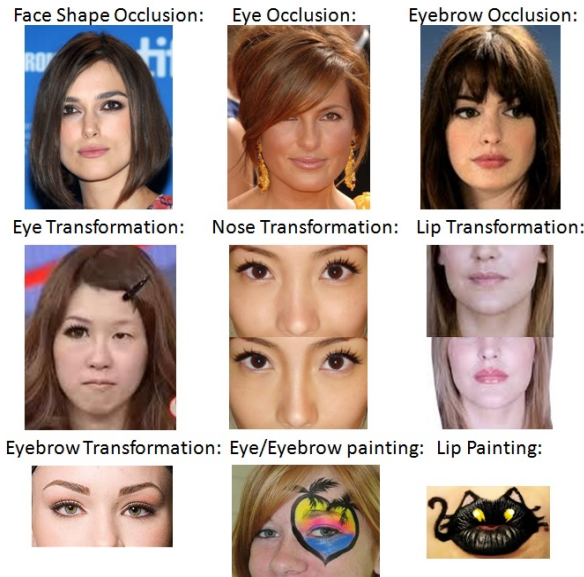 Face Shape Occlusion: Eye Occlusion: Eyebrow Occlusion:
Eye Transformation: Nose Transformation: Lip Transformation:
Eyebrow Transformation: Eye/Eyebrow painting: Lip Painting: